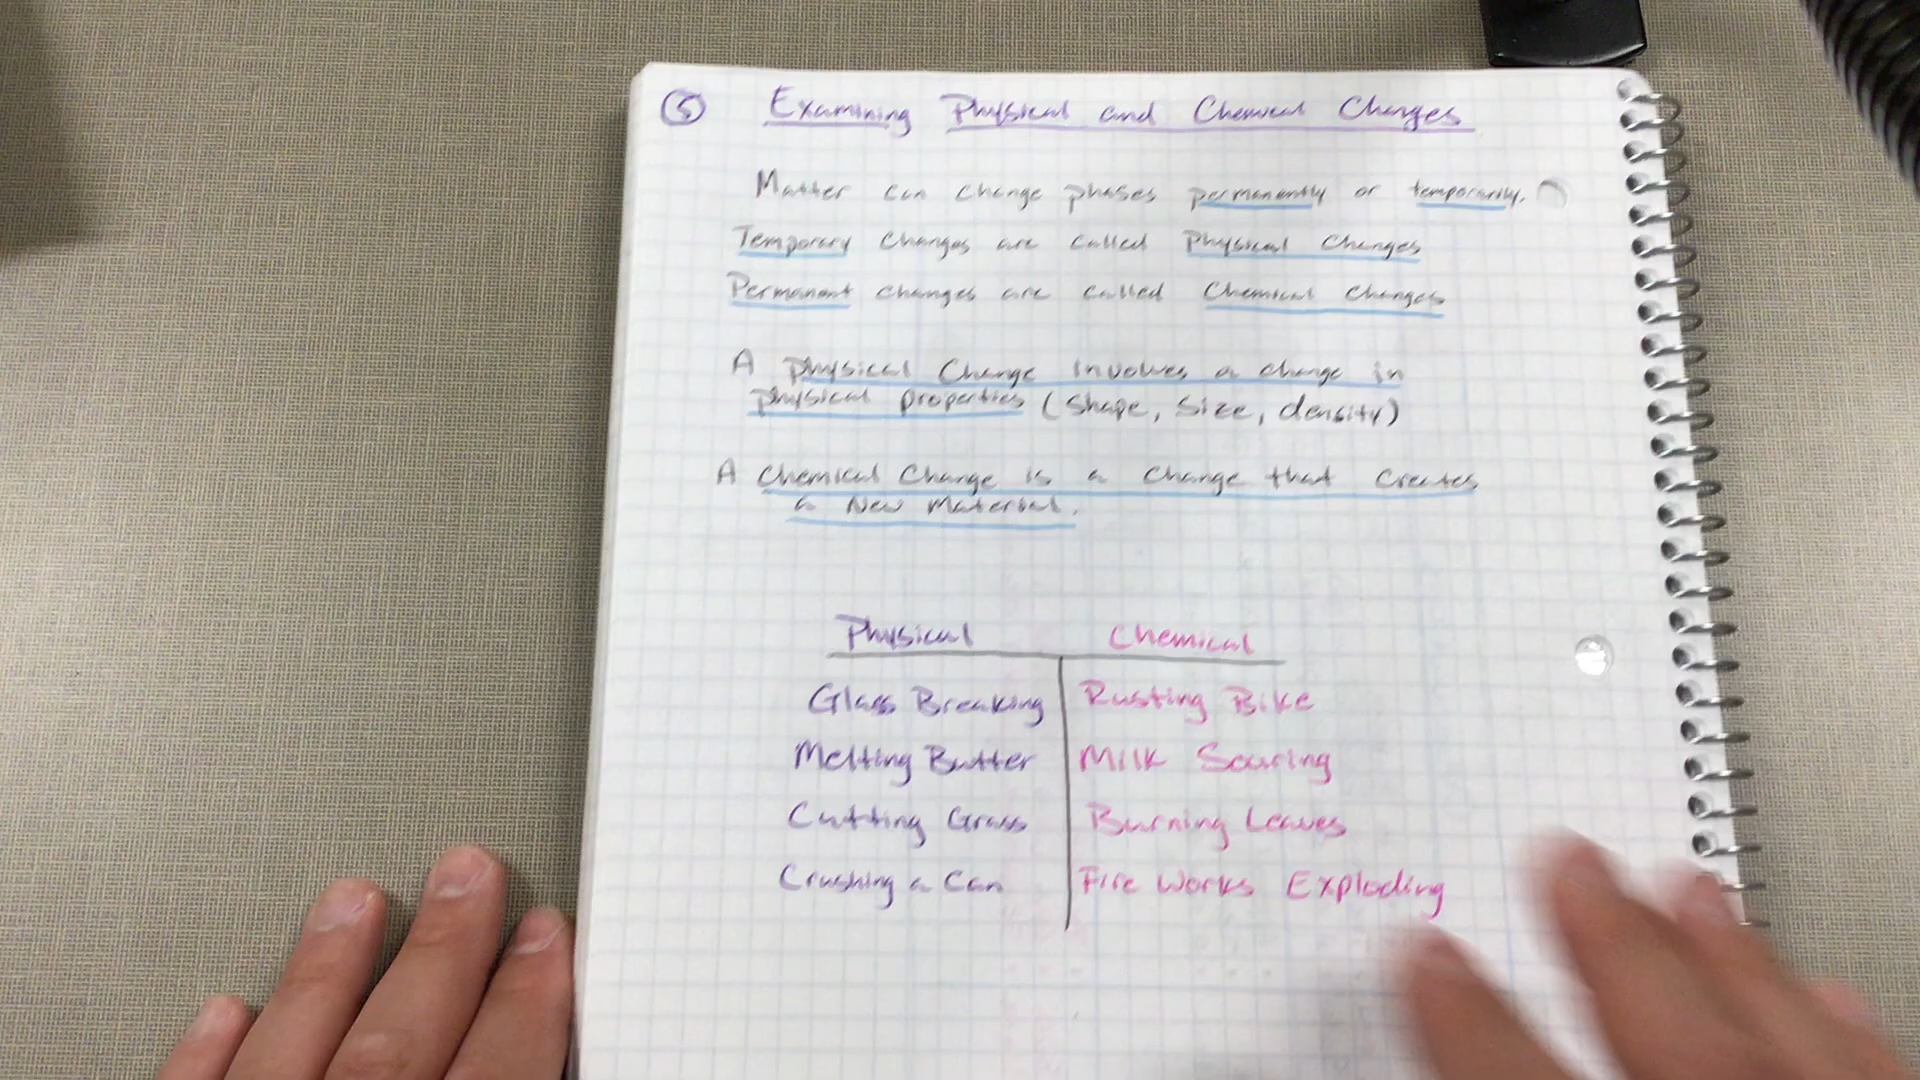 5 Examining Physical and Chemical Changes
Matter can change phases permanently or temporarily.
Temporary changes are called Physical Changes
Permanent changes are called Chemical Changes
A Physical Change involves a change in
physical properties (shape, size, density)
A Chemical Change is a change that creates
a New Material.
Physical Chemical
Glass Breaking Rusting Bike
Melting Butter Milk Souring
Cutting Grass Burning Leaves
Crushing a Can Fire Works Exploding